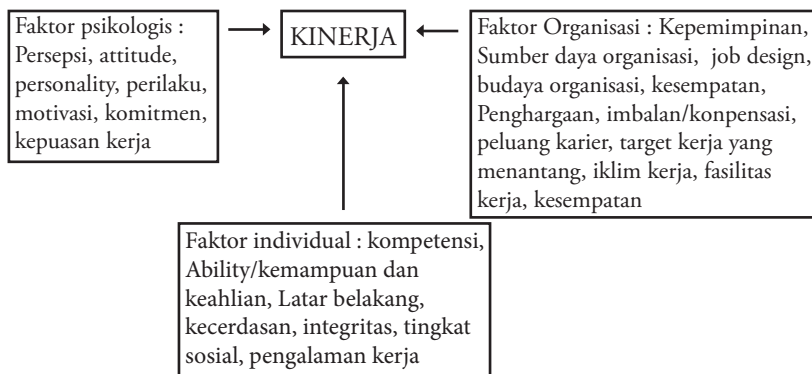 Faktor psikologis :
Persepsi, attitude,
personality, perilaku,
motivasi, komitmen,
kepuasan kerja
KINERJA
Faktor Organisasi : Kepemimpinan,
Sumber daya organisasi, job design,
budaya organisasi, kesempatan,
Penghargaan, imbalan/konpensasi,
peluang karier, target kerja yang
menantang, iklim kerja, fasilitas
kerja, kesempatan
Faktor individual : kompetensi,
Ability/kemampuan dan
keahlian, Latar belakang,
kecerdasan, integritas, tingkat
sosial, pengalaman kerja